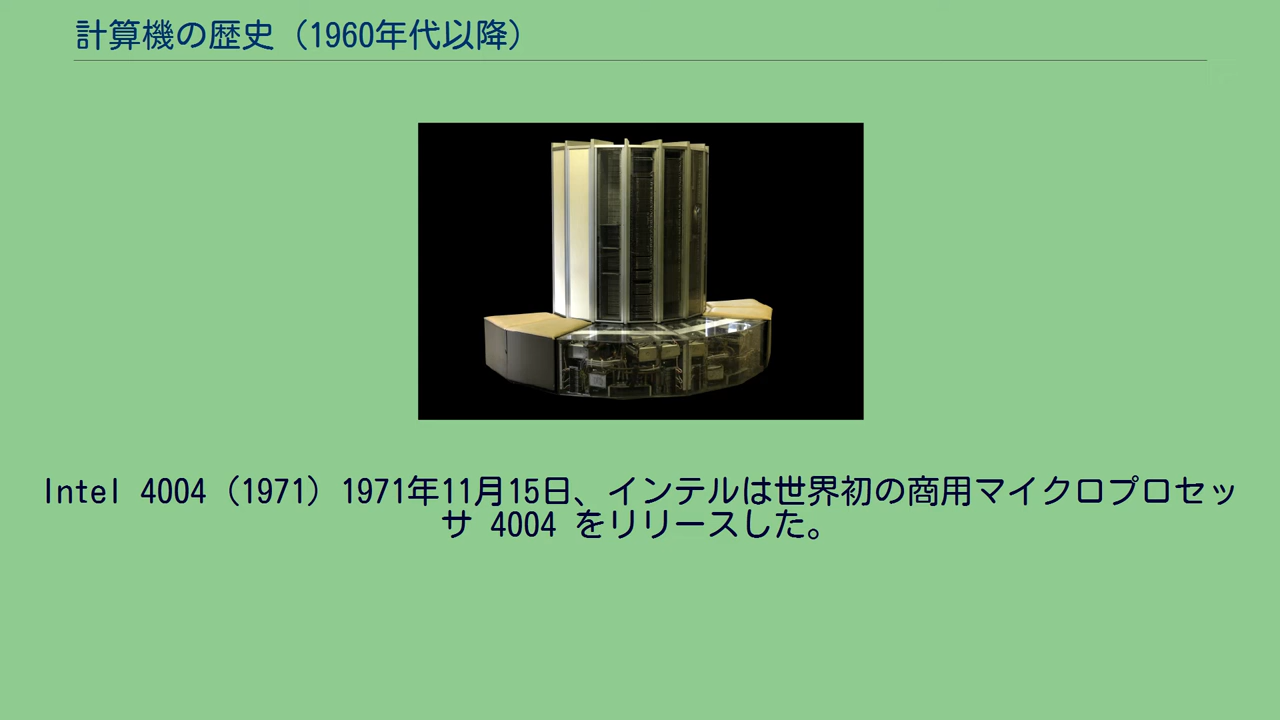 計算機の歴史（1960年代以降）
Intel 4004（1971）1971年11月15日、インテルは世界初の商用マイクロプロセッ
サ 4004 をリリースした。